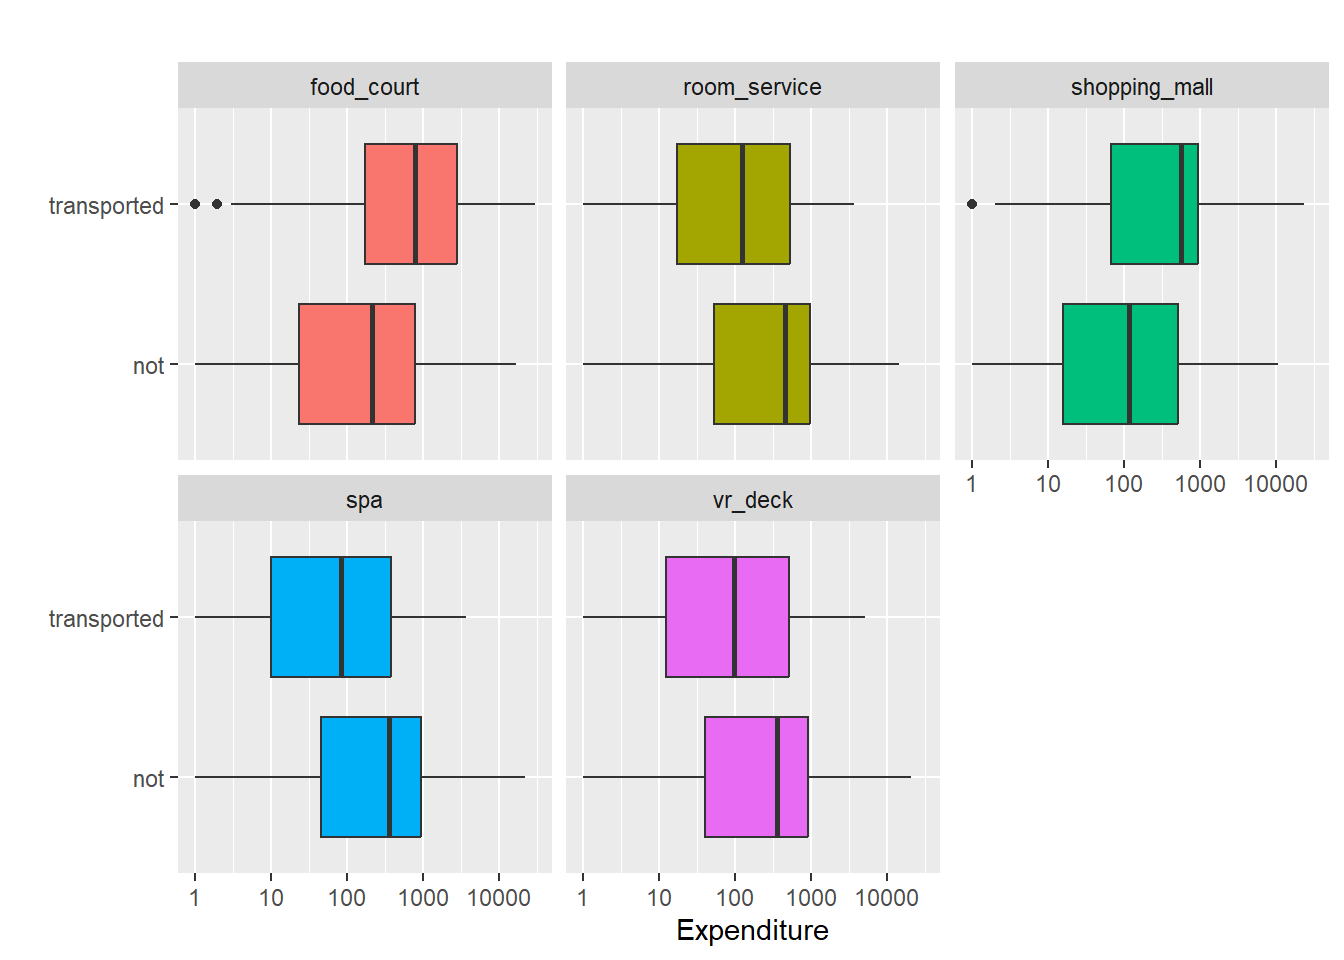 food_court
room_service
shopping_mall
transported
not
1 10 100 1000 10000
spa
vr_deck
transported
not
1 10 100 1000 10000
1 10 100 1000 10000
Expenditure